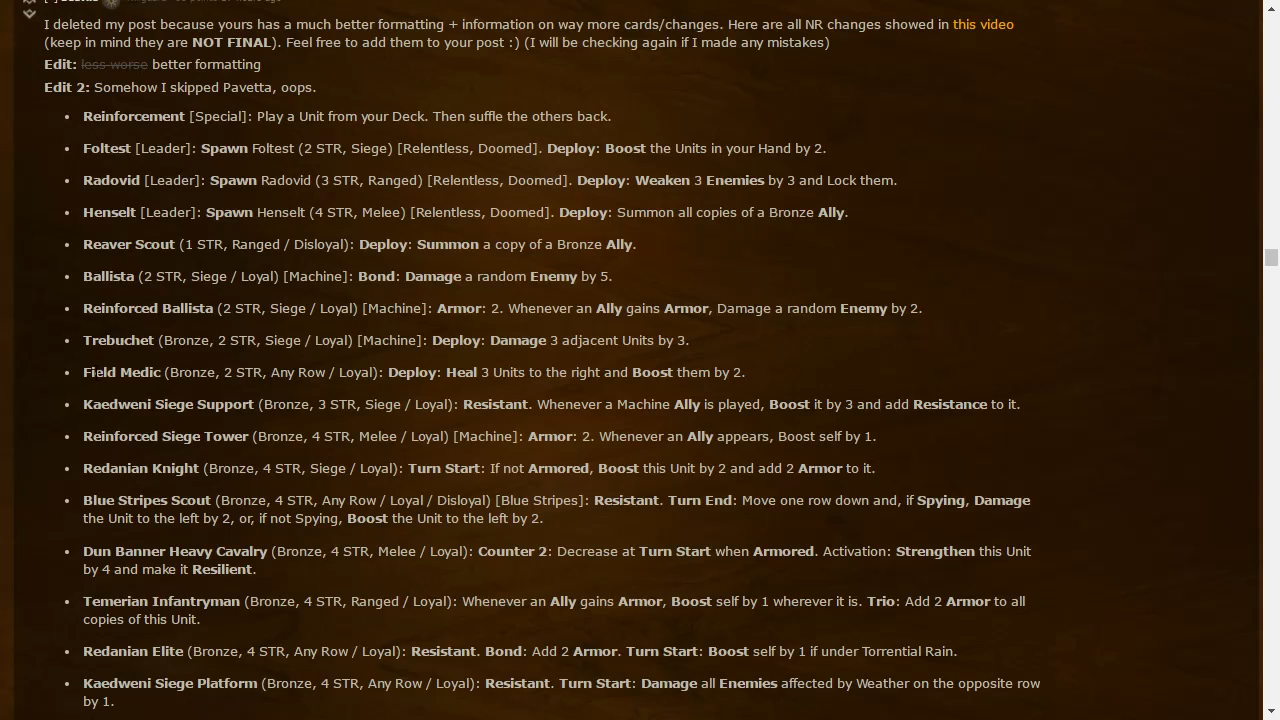 I deleted my post because yours has a much better formatting + information on way more cards/changes. Here are all NR changes showed in this video
(keep in mind they are NOT FINAL). Feel free to add them to your post :) (I will be checking again if I made any mistakes)
Edit: less worse better formatting
Edit 2: Somehow I skipped Pavetta, oops.
• Reinforcement [Special]: Play a Unit from your Deck. Then suffle the others back.
• Foltest [Leader]: Spawn Foltest (2 STR, Siege) [Relentless, Doomed]. Deploy: Boost the Units in your Hand by 2.
• Radovid [Leader]: Spawn Radovid (3 STR, Ranged) [Relentless, Doomed]. Deploy: Weaken 3 Enemies by 3 and Lock them.
• Henselt [Leader]: Spawn Henselt (4 STR, Melee) [Relentless, Doomed]. Deploy: Summon all copies of a Bronze Ally.
• Reaver Scout (1 STR, Ranged / Disloyal): Deploy: Summon a copy of a Bronze Ally.
• Ballista (2 STR, Siege / Loyal) [Machine]: Bond: Damage a random Enemy by 5.
• Reinforced Ballista (2 STR, Siege / Loyal) [Machine]: Armor: 2. Whenever an Ally gains Armor, Damage a random Enemy by 2.
• Trebuchet (Bronze, 2 STR, Siege / Loyal) [Machine]: Deploy: Damage 3 adjacent Units by 3.
• Field Medic (Bronze, 2 STR, Any Row / Loyal): Deploy: Heal 3 Units to the right and Boost them by 2.
• Kaedweni Siege Support (Bronze, 3 STR, Siege / Loyal): Resistant. Whenever a Machine Ally is played, Boost it by 3 and add Resistance to it.
• Reinforced Siege Tower (Bronze, 4 STR, Melee / Loyal) [Machine]: Armor: 2. Whenever an Ally appears, Boost self by 1.
• Redanian Knight (Bronze, 4 STR, Siege / Loyal): Turn Start: If not Armored, Boost this Unit by 2 and add 2 Armor to it.
• Blue Stripes Scout (Bronze, 4 STR, Any Row / Loyal / Disloyal) [Blue Stripes]: Resistant. Turn End: Move one row down and, if Spying, Damage
the Unit to the left by 2, or, if not Spying, Boost the Unit to the left by 2.
• Dun Banner Heavy Cavalry (Bronze, 4 STR, Melee / Loyal): Counter 2: Decrease at Turn Start when Armored. Activation: Strengthen this Unit
by 4 and make it Resilient.
• Temerian Infantryman (Bronze, 4 STR, Ranged / Loyal): Whenever an Ally gains Armor, Boost self by 1 wherever it is. Trio: Add 2 Armor to all
copies of this Unit.
• Redanian Elite (Bronze, 4 STR, Any Row / Loyal): Resistant. Bond: Add 2 Armor. Turn Start: Boost self by 1 if under Torrential Rain.
• Kaedweni Siege Platform (Bronze, 4 STR, Any Row / Loyal): Resistant. Turn Start: Damage all Enemies affected by Weather on the opposite row
by 1.